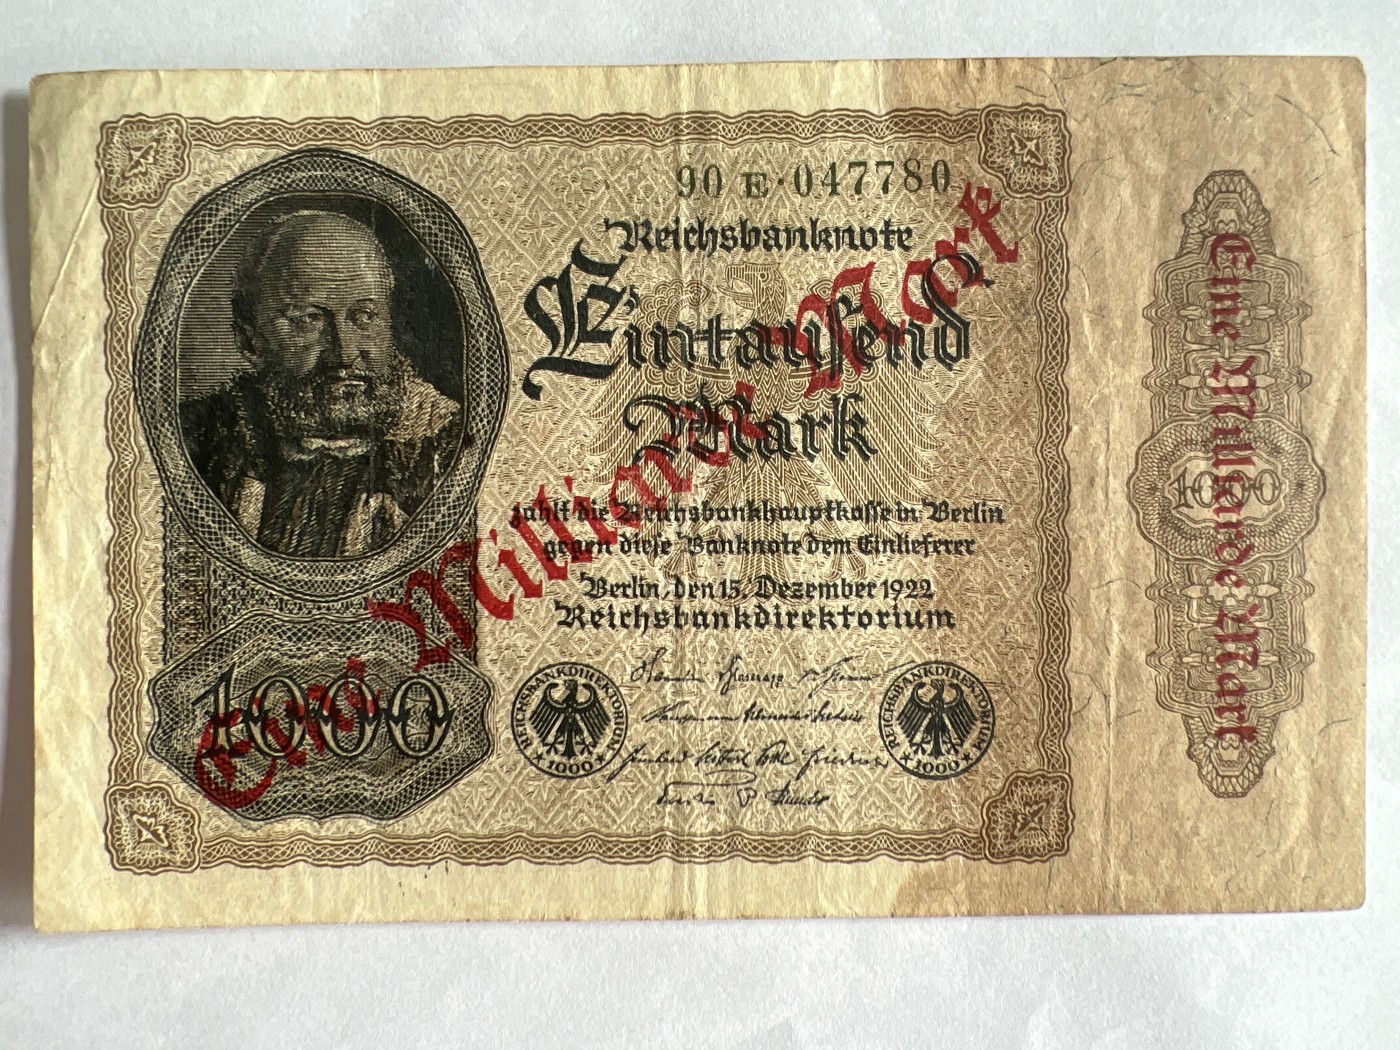 90 E·047780
Reichsbanknote
Eintausend
Mark
zahlt die Reichsbankhauptkasse in Berlin
gegen diese Banknote dem Einlieferer
Berlin, den 15. Dezember 1922
Reichsbankdirektorium
Eine Milliarde Mark
1000
REICHSBANKDIREKTORIUM
★ 1000 ★
REICHSBANKDIREKTORIUM
★ 1000 ★
Eine Milliarde Mark
1000